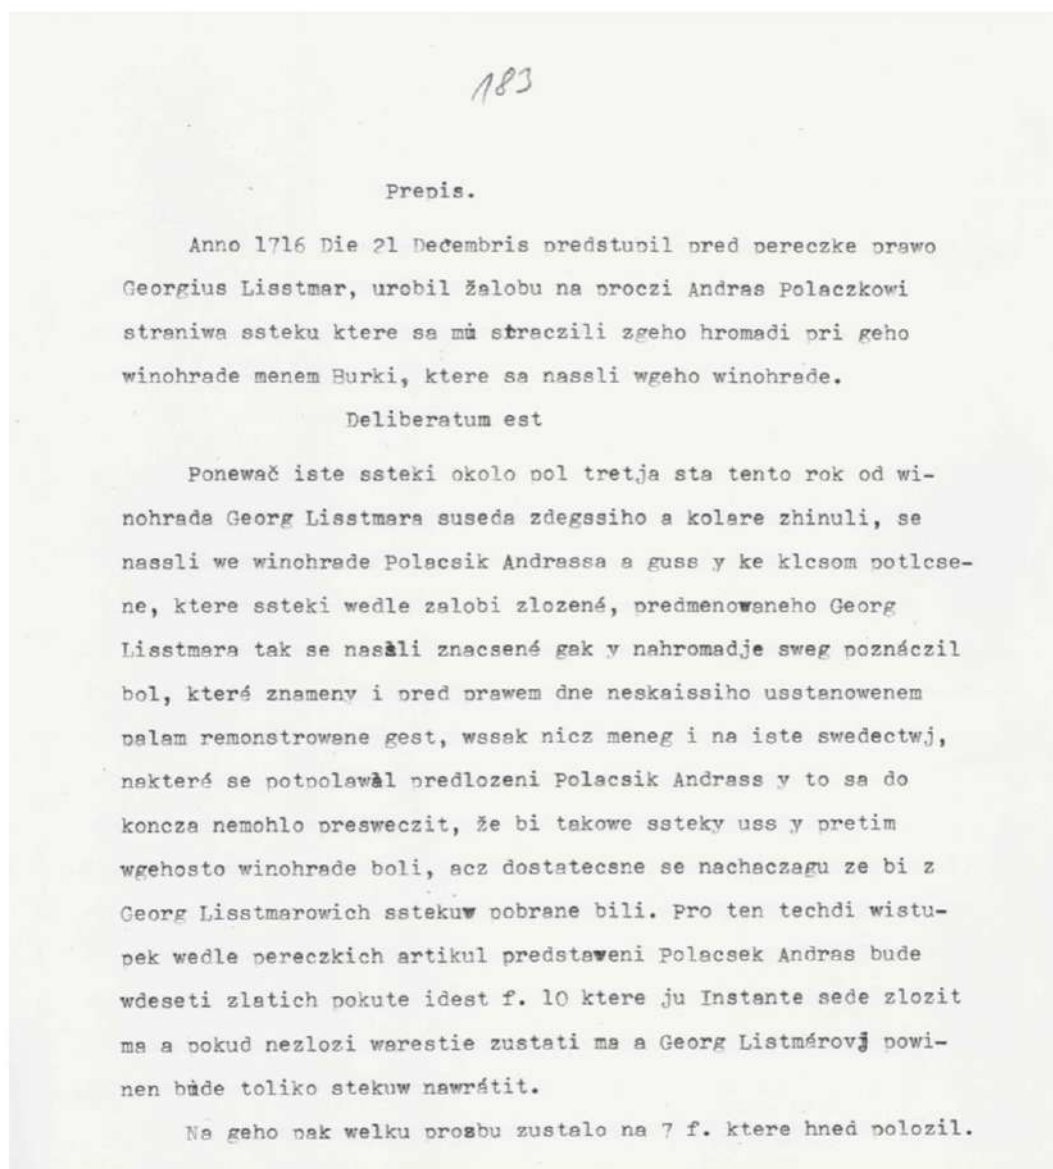 183
Prepis.
Anno 1716 Die 21 Decembris predstupil pred pereczke prawo
Georgius Lisstmar, urobil žalobu na proczi Andras Polaczkowi
straniwa ssteku ktere sa mu straczili zgeho hromadi pri geho
winohrade menem Burki, ktere sa nassli wgeho winohrade.
Deliberatum est
Ponewač iste ssteki okolo pol tretja sta tento rok od wi-
nohrada Georg Lisstmara suseda zdegssiho a kolare zhinuli, se
nassli we winohrade Polacsik Andrassa a guss y ke klcsom potlcse-
ne, ktere ssteki wedle zalobi zlozené, predmenowaneho Georg
Lisstmara tak se nassli znacsené gak y nahromadje sweg poznáczil
bol, které znameny i pred prawem dne neskaissiho usstanowenem
palam remonstrowane gest, wssak nicz meneg i na iste swedectwj,
nakteré se potpolawal predlozeni Polacsik Andrass y to sa do
koncza nemohlo presweczit, že bi takowe ssteky uss y pretim
wgehosto winohrade boli, acz dostatecsne se nachaczagu ze bi z
Georg Lisstmarowich sstekuw pobrane bili. Pro ten techdi wistu-
pek wedle pereczkich artikul predstaweni Polacsek Andras bude
wdeseti zlatich pokute idest f. 10 ktere ju Instante sede zlozit
ma a pokud nezlozi warestie zustati ma a Georg Listmárovj powi-
nen bude toliko stekuw nawrátit.
Na geho pak welku prosbu zustalo na 7 f. ktere hned polozil.